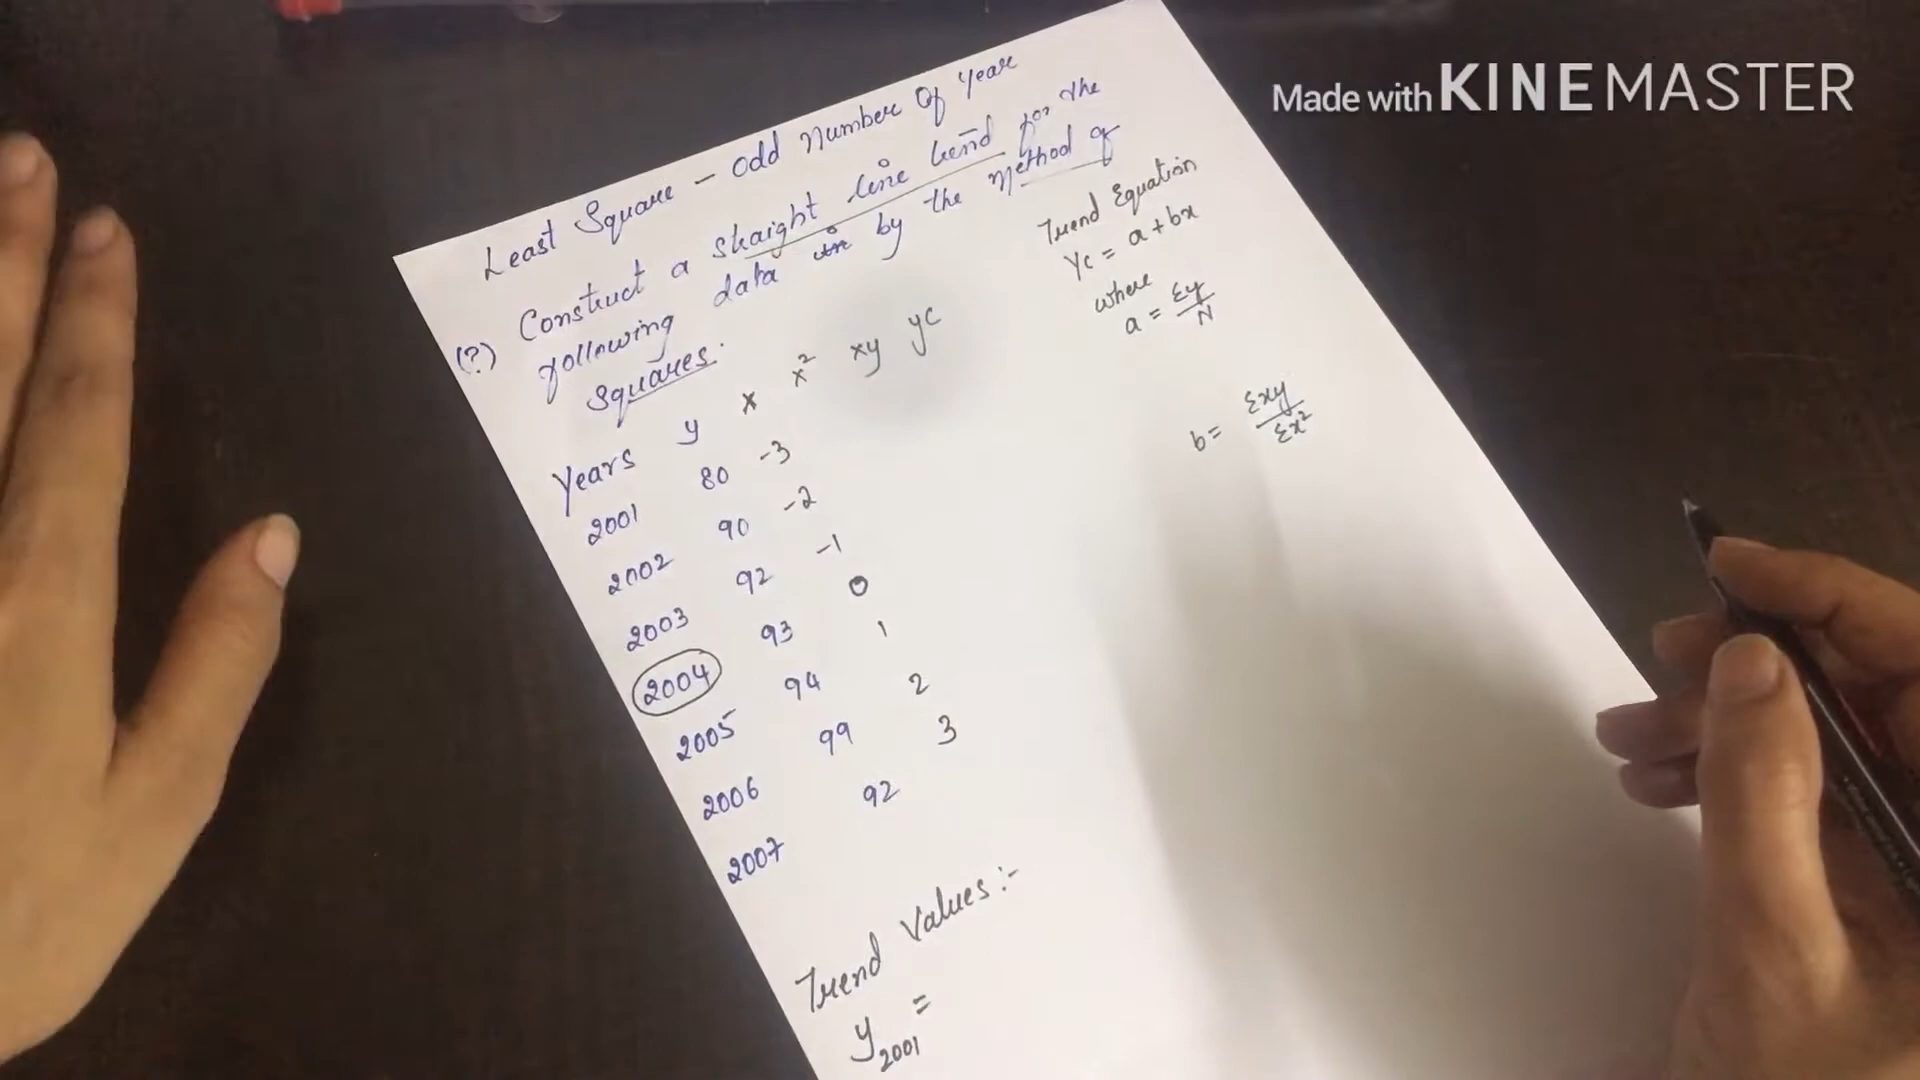 Made with KINEMASTER
Least Square - odd Number Of Year
(?) Construct a straight line trend for the
following data by the Method of
squares.
Years y x x² xy yc
2001 80 -3
2002 90 -2
2003 92 -1
2004 93 0
2005 94 1
2006 99 2
2007 92 3
Trend Equation
Yc = a + bx
where
a = Σy/N
b = Σxy/Σx²
Trend Values :-
y2001 =